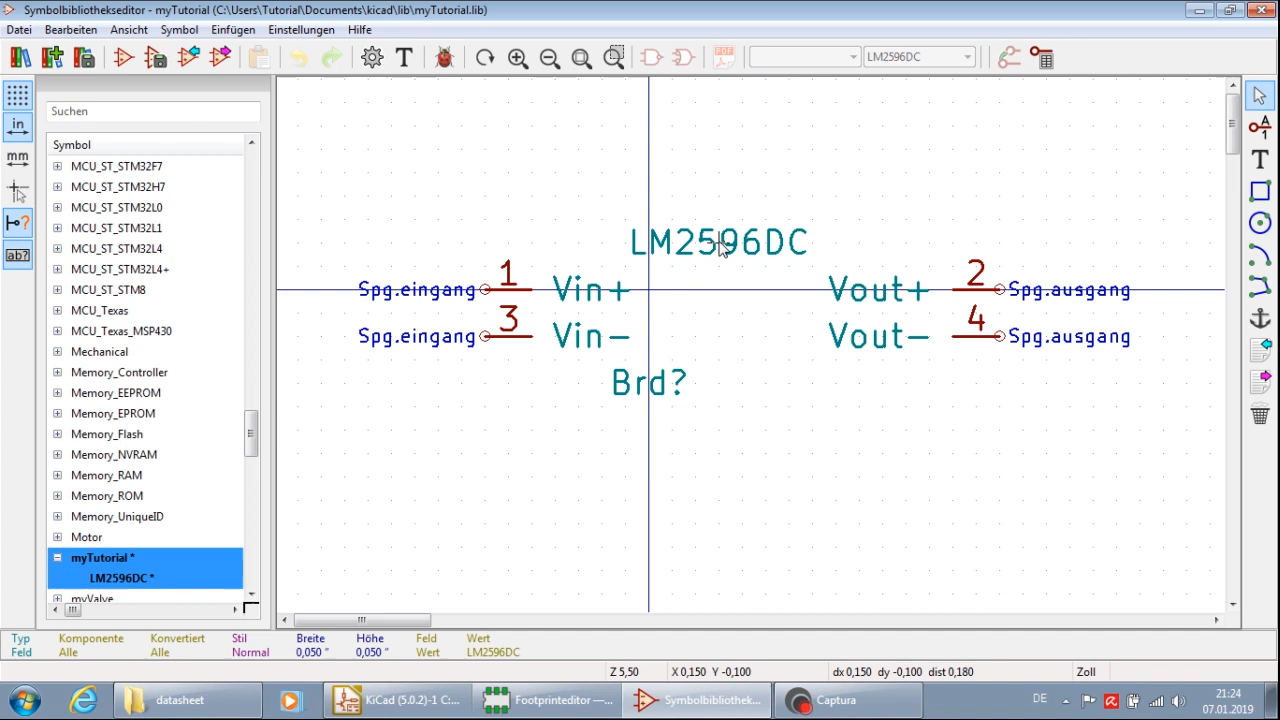 Symbolbibliothekseditor - myTutorial (C:\Users\Tutorial\Documents\kicad\lib\myTutorial.lib)
Datei Bearbeiten Ansicht Symbol Einfügen Einstellungen Hilfe
T PDF LM2596DC
Suchen
in
mm
ab?
Symbol
MCU_ST_STM32F7
MCU_ST_STM32H7
MCU_ST_STM32L0
MCU_ST_STM32L1
MCU_ST_STM32L4
MCU_ST_STM32L4+
MCU_ST_STM8
MCU_Texas
MCU_Texas_MSP430
Mechanical
Memory_Controller
Memory_EEPROM
Memory_EPROM
Memory_Flash
Memory_NVRAM
Memory_RAM
Memory_ROM
Memory_UniqueID
Motor
myTutorial *
LM2596DC *
myValve
LM2596DC
Spg.eingang 1 Vin+ Vout+ 2 Spg.ausgang
Spg.eingang 3 Vin- Vout- 4 Spg.ausgang
Brd?
A
1
T
Typ Komponente Konvertiert Stil Breite Höhe Feld Wert
Feld Alle Alle Normal 0,050 " 0,050 " Wert LM2596DC
Z 5,50 X 0,150 Y -0,100 dx 0,150 dy -0,100 dist 0,180 Zoll
datasheet KiCad (5.0.2)-1 C:... Footprinteditor —... Symbolbibliothek... Captura DE 21:24
07.01.2019